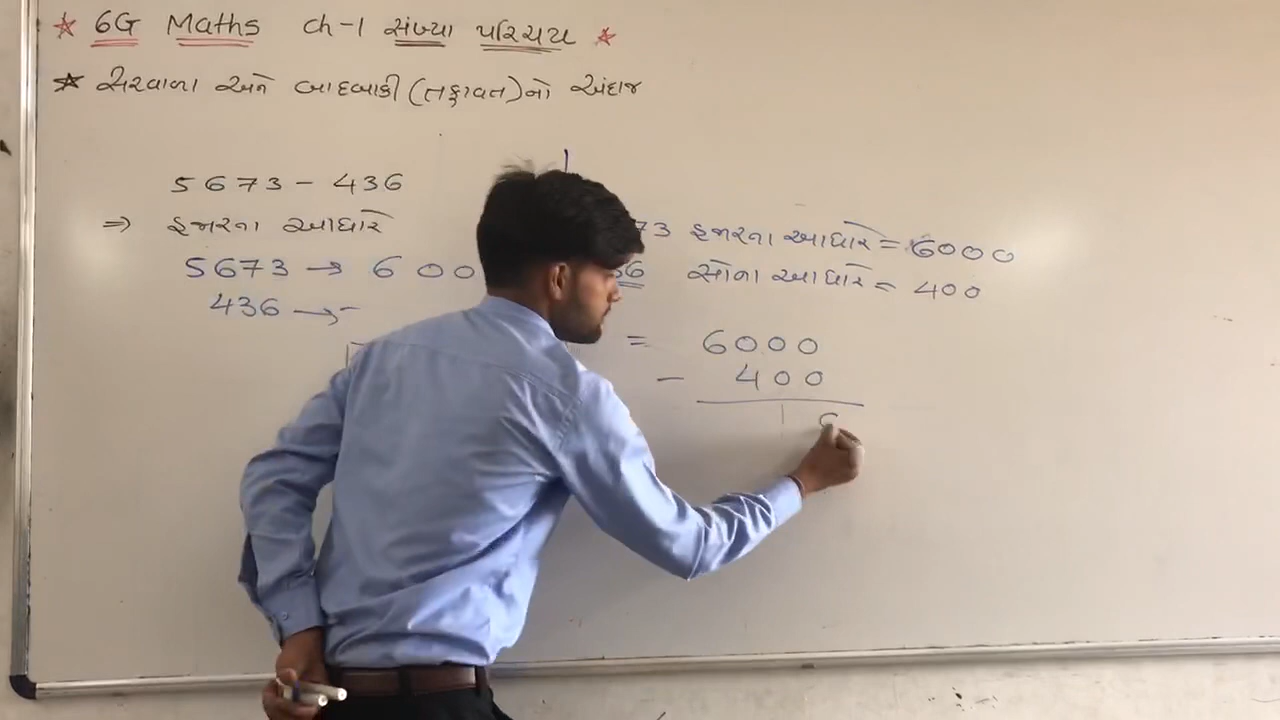 6G Maths ch-1 સંખ્યા પરિચય
સરવાળા અને બાદબાકી (તફાવત) નો અંદાજ
5673 - 436
⇒ હજારના આધારે
5673 → 600
436 → -
73 હજારના આધારે = 6000
36 સોના આધારે = 400
= 6000
- 400